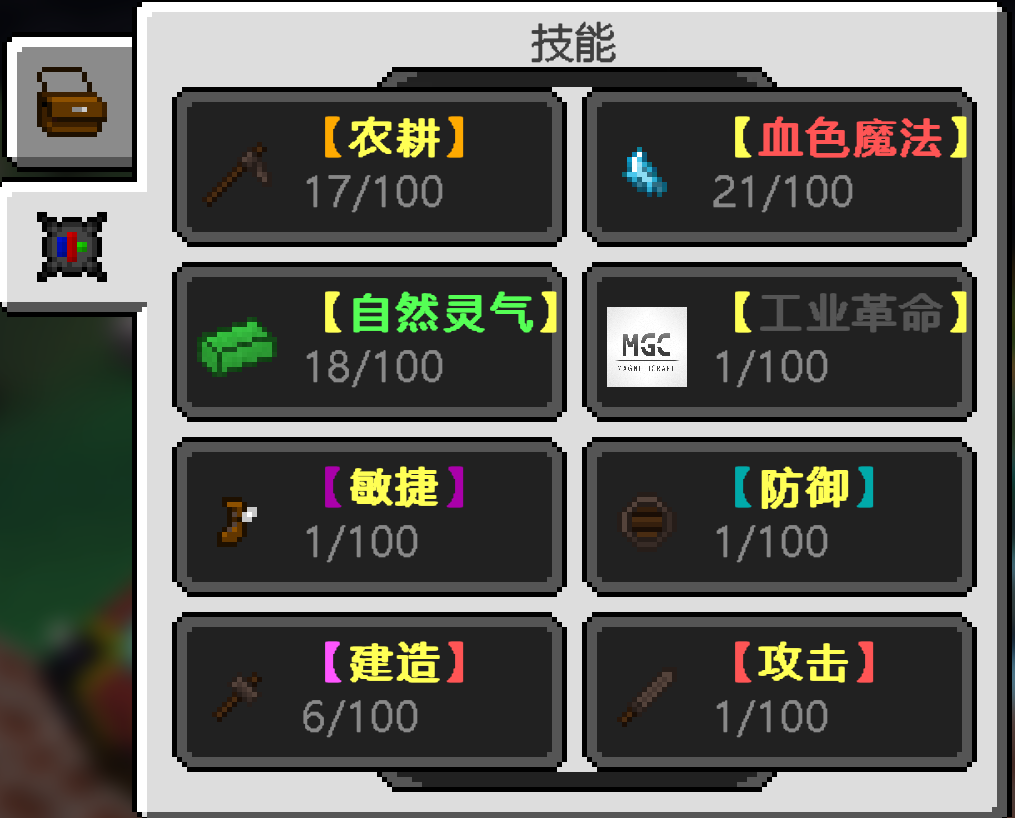 技能
【农耕】
17/100
【血色魔法】
21/100
【自然灵气】
18/100
MGC
MAGNETICRAFT
【工业革命】
1/100
【敏捷】
1/100
【防御】
1/100
【建造】
6/100
【攻击】
1/100